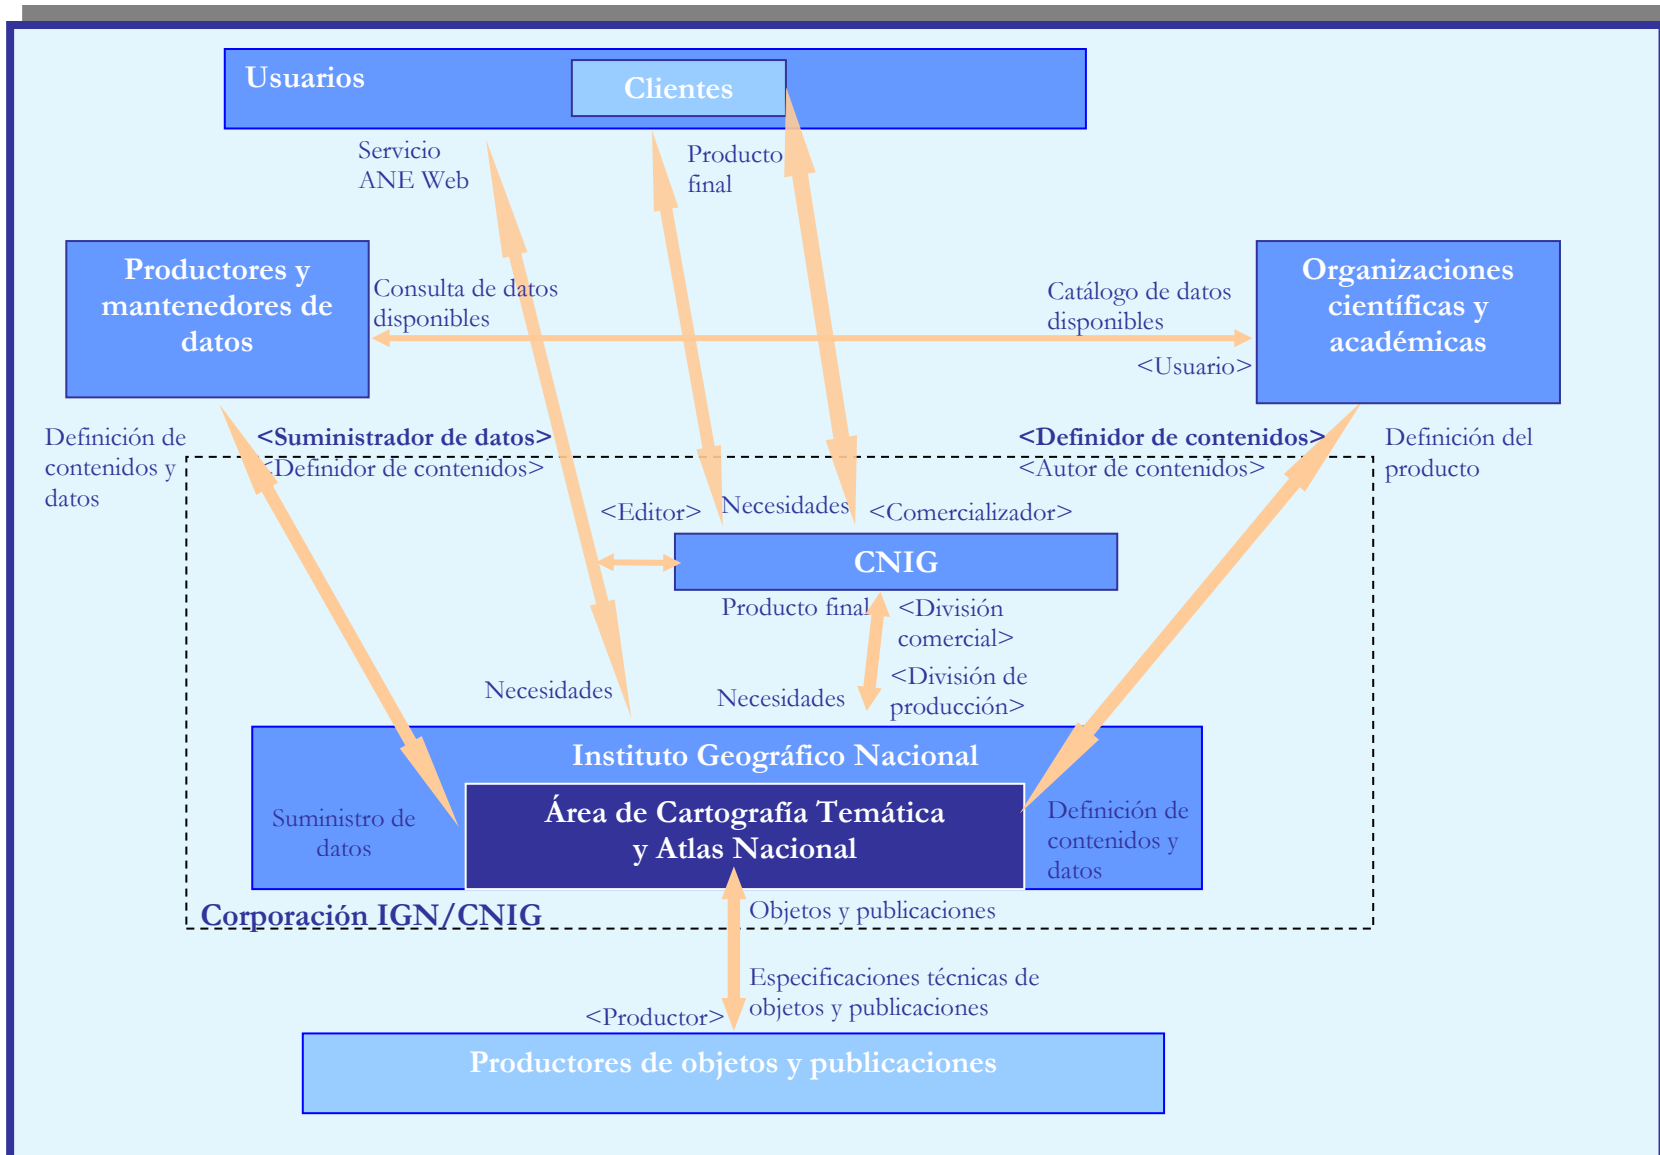 Usuarios
Clientes
Servicio
ANE Web
Producto
final
Productores y
mantenedores de
datos
Consulta de datos
disponibles
Catálogo de datos
disponibles
<Usuario>
Organizaciones
científicas y
académicas
Definición de
contenidos y
datos
<Suministrador de datos>
<Definidor de contenidos>
<Definidor de contenidos>
<Autor de contenidos>
Definición del
producto
<Editor>
Necesidades
<Comercializador>
CNIG
Producto final
<División
comercial>
Necesidades
Necesidades
<División de
producción>
Instituto Geográfico Nacional
Suministro de
datos
Área de Cartografía Temática
y Atlas Nacional
Definición de
contenidos y
datos
Corporación IGN/CNIG
Objetos y publicaciones
Especificaciones técnicas de
objetos y publicaciones
<Productor>
Productores de objetos y publicaciones